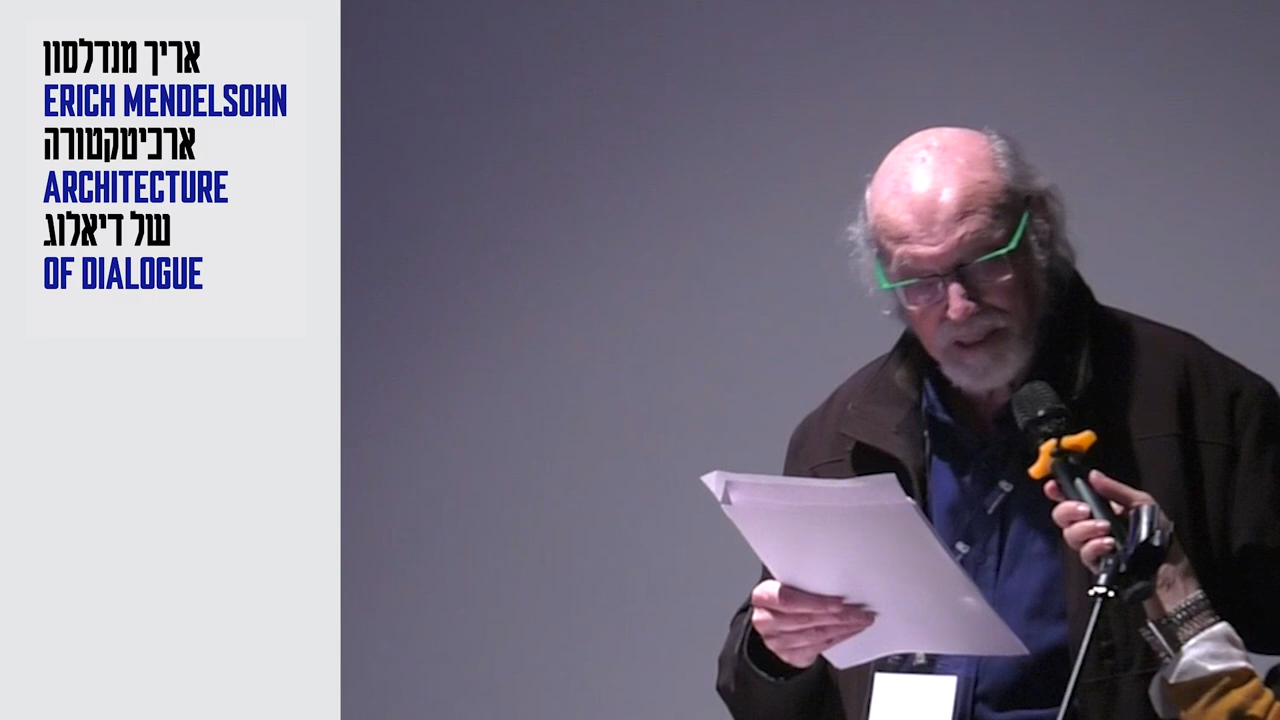 אריך מנדלסון
ERICH MENDELSOHN
ארכיטקטורה
ARCHITECTURE
של דיאלוג
OF DIALOGUE